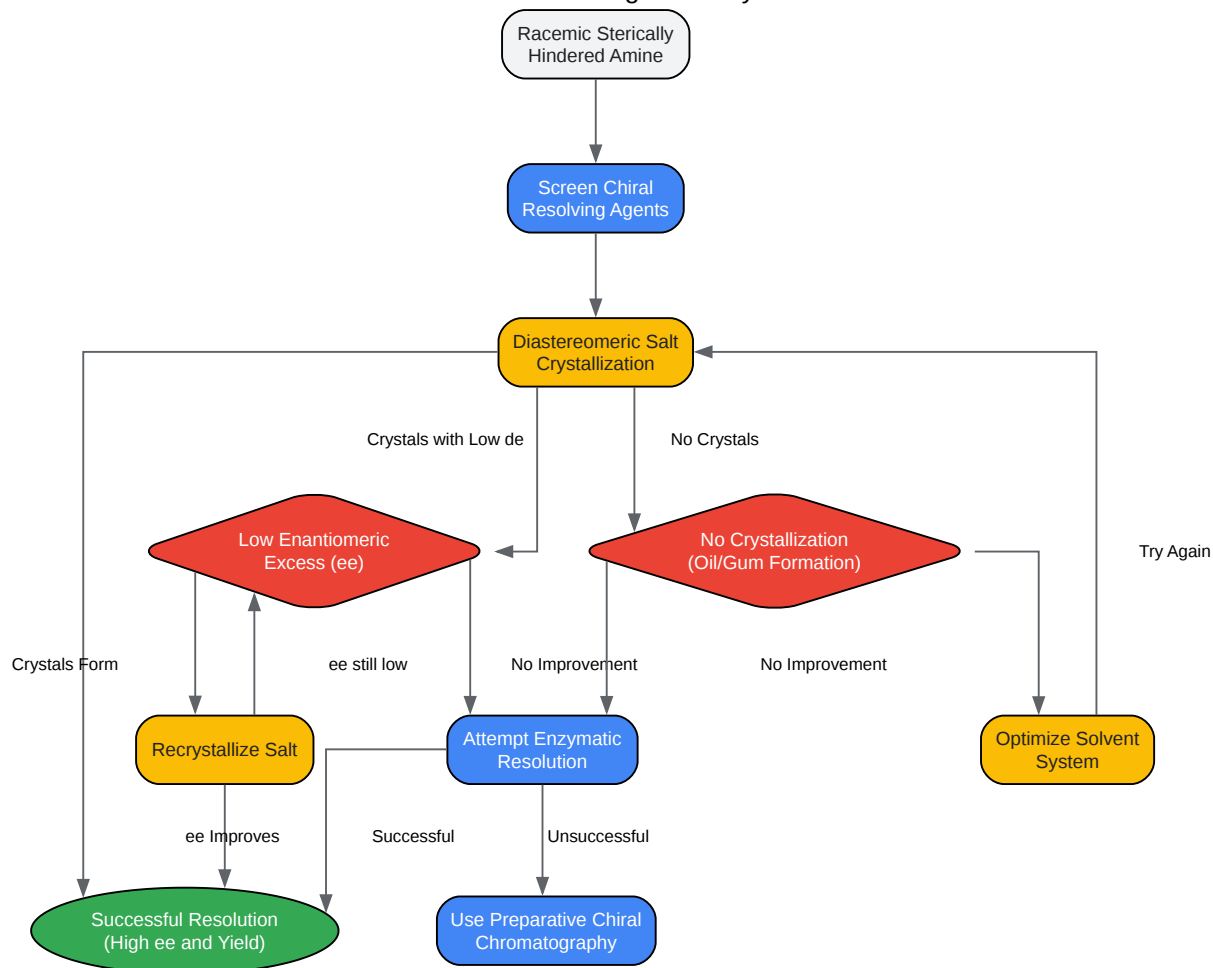 Racemic Sterically
Hindered Amine
Screen Chiral
Resolving Agents
Diastereomeric Salt
Crystallization
Crystals with Low de
No Crystals
Low Enantiomeric
Excess (ee)
No Crystallization
(Oil/Gum Formation)
Try Again
Crystals Form
ee still low
No Improvement
No Improvement
Recrystallize Salt
Attempt Enzymatic
Resolution
Optimize Solvent
System
ee Improves
Successful
Unsuccessful
Successful Resolution
(High ee and Yield)
Use Preparative Chiral
Chromatography